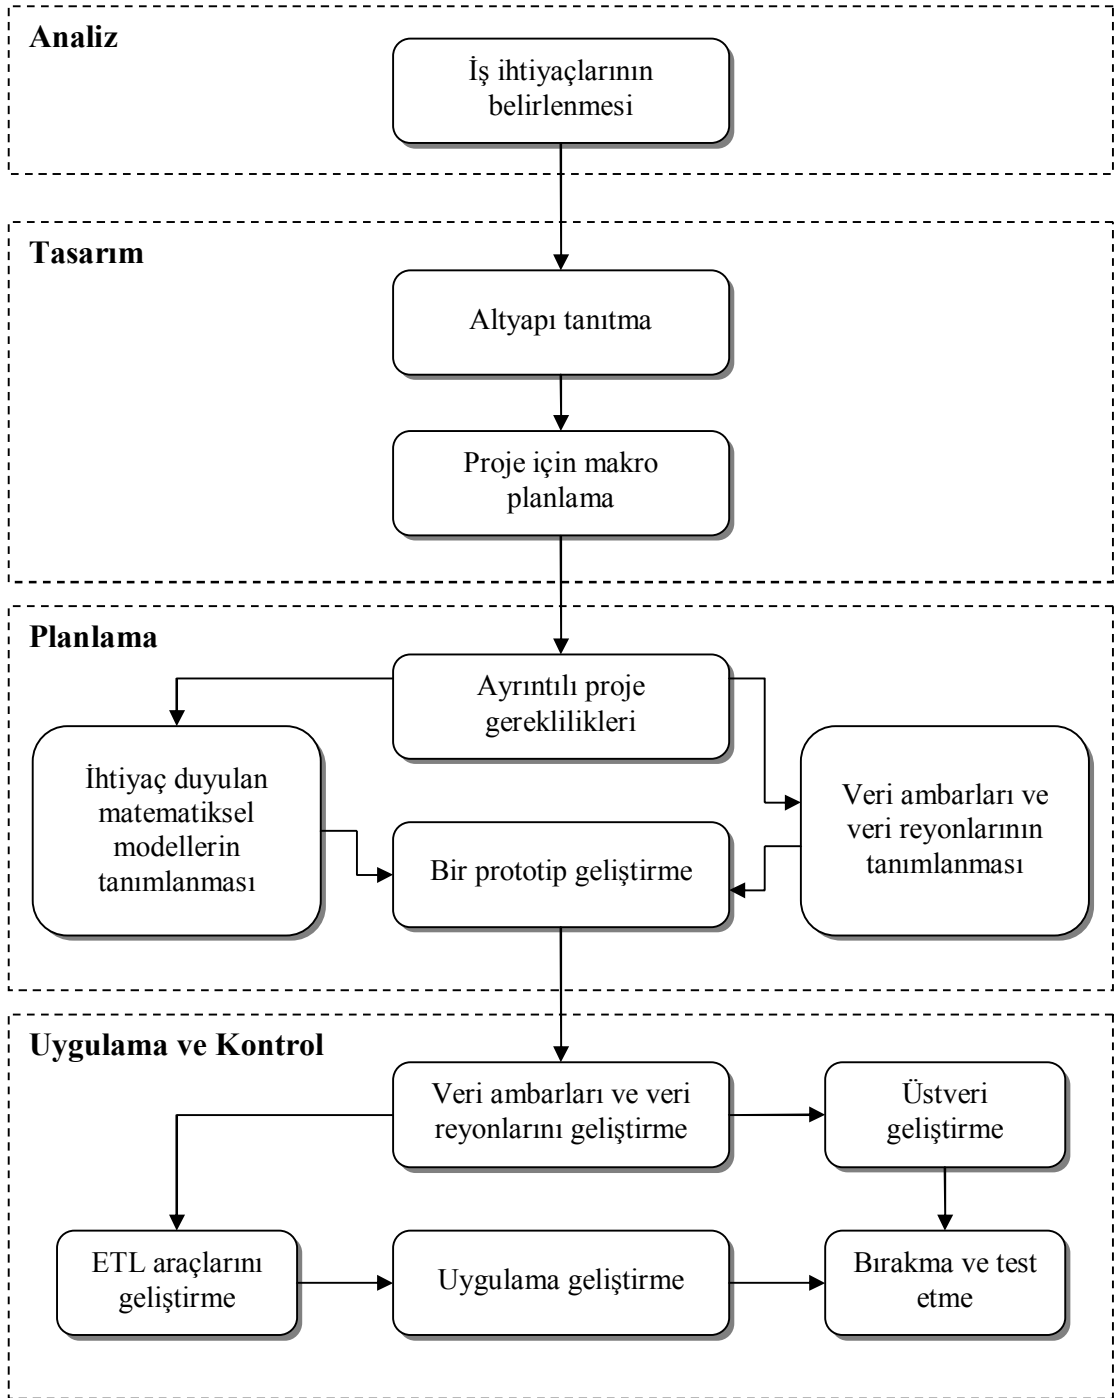 Analiz
İş ihtiyaçlarının
belirlenmesi
Tasarım
Altyapı tanıtma
Proje için makro
planlama
Planlama
Ayrıntılı proje
gereklilikleri
İhtiyaç duyulan
matematiksel
modellerin
tanımlanması
Bir prototip geliştirme
Veri ambarları ve
veri reyonlarının
tanımlanması
Uygulama ve Kontrol
Veri ambarları ve veri
reyonlarını geliştirme
Üstveri
geliştirme
ETL araçlarını
geliştirme
Uygulama geliştirme
Bırakma ve test
etme